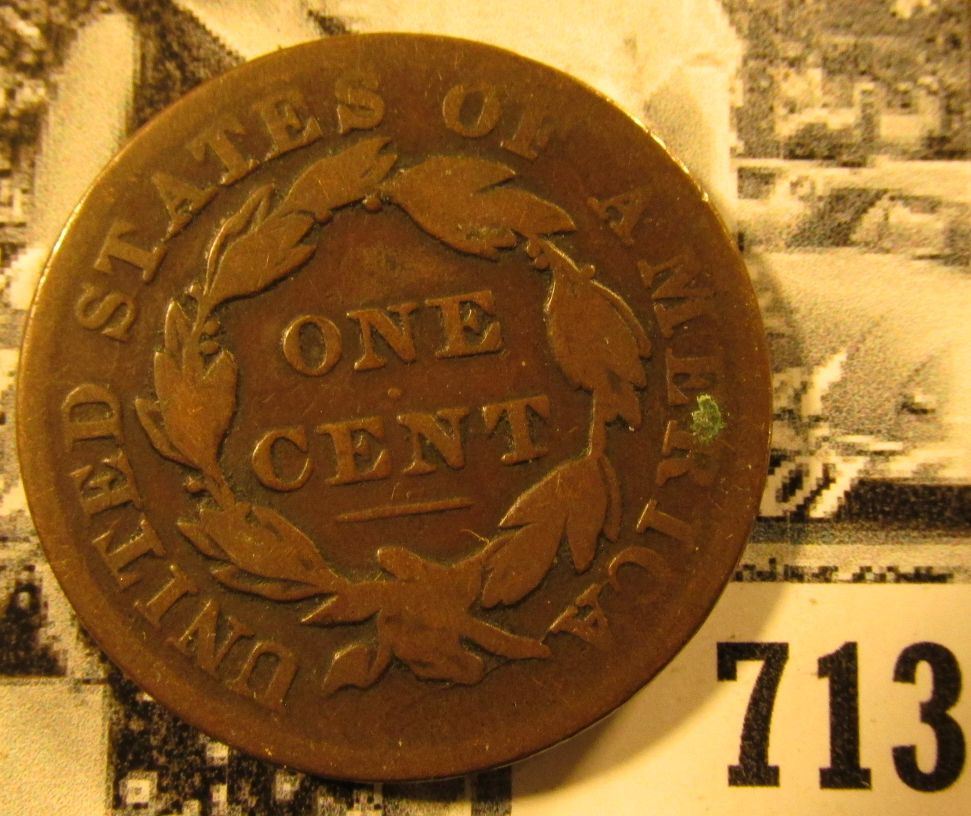 UNITED STATES OF AMERICA
ONE
CENT
713